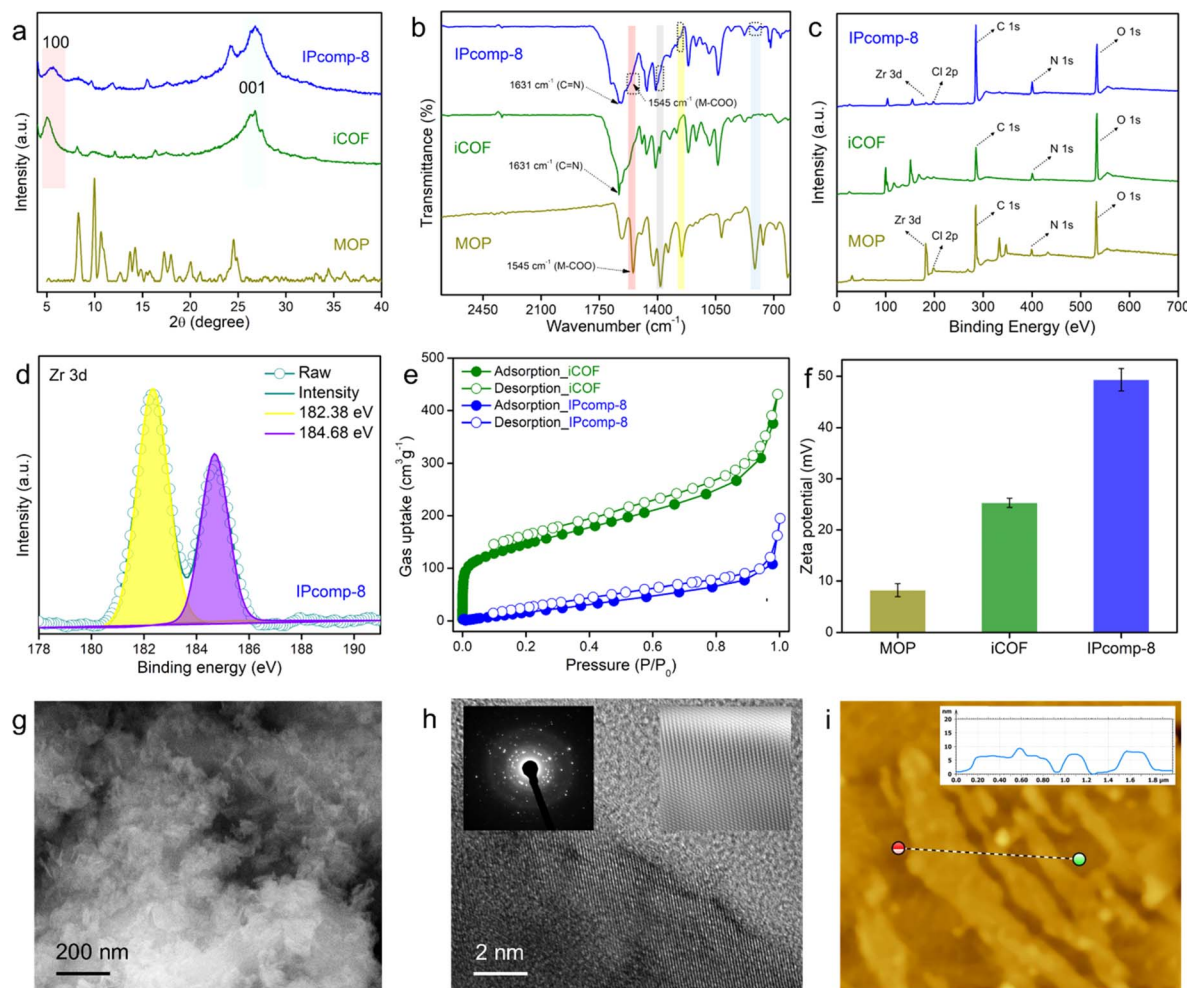 a
100
IPcomp-8
001
iCOF
MOP
Intensity (a.u.)
5 10 15 20 25 30 35 40
2θ (degree)
b
IPcomp-8
1631 cm⁻¹ (C=N)
1545 cm⁻¹ (M-COO)
iCOF
1631 cm⁻¹ (C=N)
MOP
1545 cm⁻¹ (M-COO)
Transmittance (%)
2450 2100 1750 1400 1050 700
Wavenumber (cm⁻¹)
c
IPcomp-8
C 1s
O 1s
Zr 3d
Cl 2p
N 1s
iCOF
C 1s
N 1s
O 1s
MOP
Zr 3d
Cl 2p
C 1s
N 1s
O 1s
Intensity (a.u.)
0 100 200 300 400 500 600 700
Binding Energy (eV)
d
Zr 3d
Raw
Intensity
182.38 eV
184.68 eV
IPcomp-8
Intensity (a.u.)
178 180 182 184 186 188 190
Binding energy (eV)
e
Adsorption_iCOF
Desorption_iCOF
Adsorption_IPcomp-8
Desorption_IPcomp-8
Gas uptake (cm³g⁻¹)
500
400
300
200
100
0
0.0 0.2 0.4 0.6 0.8 1.0
Pressure (P/P₀)
f
Zeta potential (mV)
50
40
30
20
10
0
MOP iCOF IPcomp-8
g
200 nm
h
2 nm
i
nm
20
15
10
5
0
0.0 0.20 0.40 0.60 0.80 1.0 1.2 1.4 1.6 1.8 µm